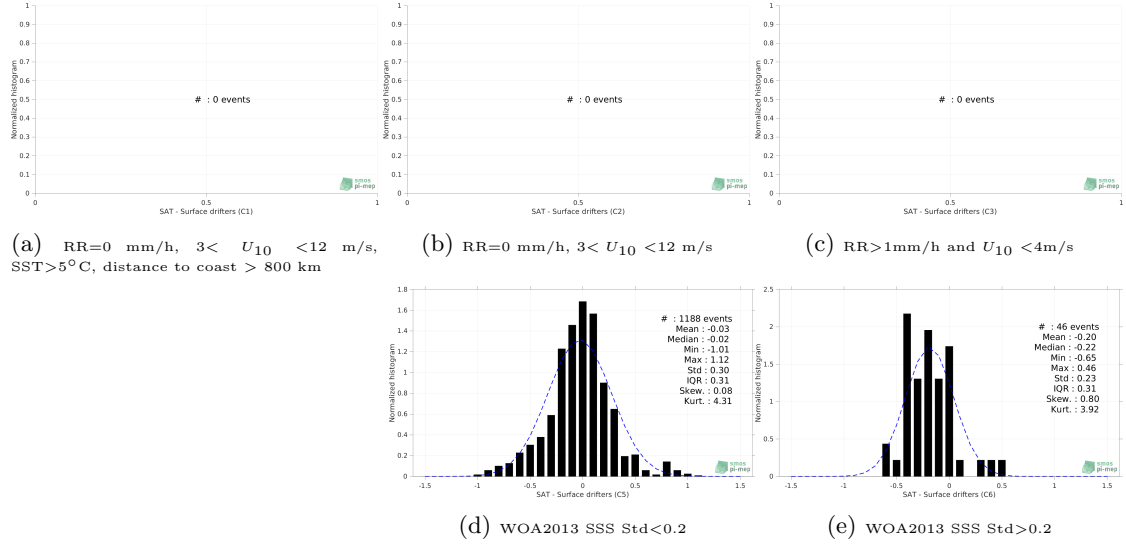 1
0.9
0.8
0.7
0.6
0.5
0.4
0.3
0.2
0.1
0
Normalized histogram
# : 0 events
smos
pi-mep
0 0.5 1
SAT - Surface drifters (C1)
(a) RR=0 mm/h, 3< U10 <12 m/s,
SST>5°C, distance to coast > 800 km
1
0.9
0.8
0.7
0.6
0.5
0.4
0.3
0.2
0.1
0
Normalized histogram
# : 0 events
smos
pi-mep
0 0.5 1
SAT - Surface drifters (C2)
(b) RR=0 mm/h, 3< U10 <12 m/s
1
0.9
0.8
0.7
0.6
0.5
0.4
0.3
0.2
0.1
0
Normalized histogram
# : 0 events
smos
pi-mep
0 0.5 1
SAT - Surface drifters (C3)
(c) RR>1mm/h and U10 <4m/s
1.8
1.6
1.4
1.2
1
0.8
0.6
0.4
0.2
0
Normalized histogram
# : 1188 events
Mean : -0.03
Median : -0.02
Min : -1.01
Max : 1.12
Std : 0.30
IQR : 0.31
Skew. : 0.08
Kurt. : 4.31
smos
pi-mep
-1.5 -1 -0.5 0 0.5 1 1.5
SAT - Surface drifters (C5)
(d) WOA2013 SSS Std<0.2
2.5
2
1.5
1
0.5
0
Normalized histogram
# : 46 events
Mean : -0.20
Median : -0.22
Min : -0.65
Max : 0.46
Std : 0.23
IQR : 0.31
Skew. : 0.80
Kurt. : 3.92
smos
pi-mep
-1.5 -1 -0.5 0 0.5 1 1.5
SAT - Surface drifters (C6)
(e) WOA2013 SSS Std>0.2